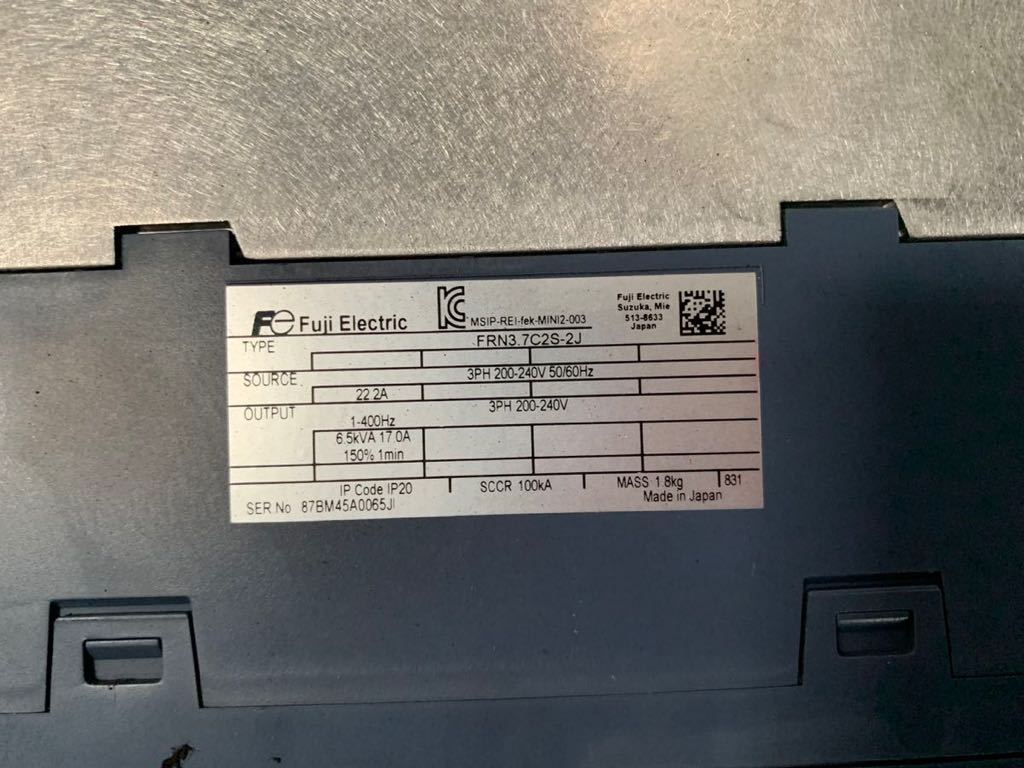 Fe Fuji Electric
MSIP-REI-fek-MINI2-003
Fuji Electric
Suzuka, Mie
513-8633
Japan
TYPE FRN3.7C2S-2J
SOURCE 3PH 200-240V 50/60Hz
22.2A
OUTPUT 3PH 200-240V
1-400Hz
6.5kVA 17.0A
150% 1min
IP Code IP20 SCCR 100kA MASS 1.8kg 831
SER No 87BM45A0065JI Made in Japan